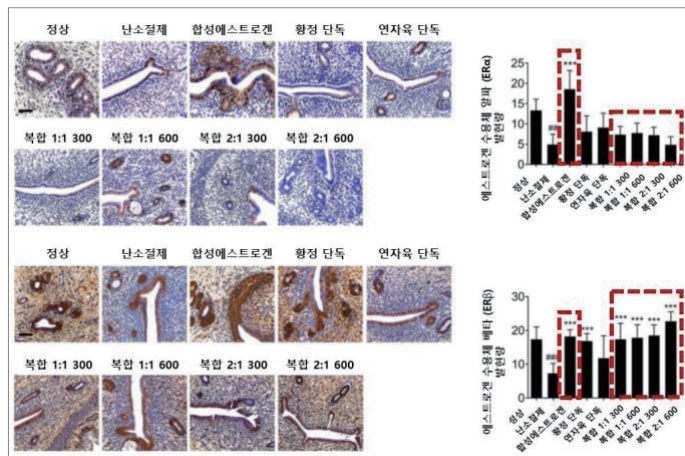 정상 난소절제 합성에스트로겐 황정 단독 연자육 단독
복합 1:1 300 복합 1:1 600 복합 2:1 300 복합 2:1 600
에스트로겐 수용체 알파 (ERα)
발현량
25
20
15
10
5
0
##
***
정상
난소절제
합성에스트로겐
황정 단독
연자육 단독
복합 1:1 300
복합 1:1 600
복합 2:1 300
복합 2:1 600
정상 난소절제 합성에스트로겐 황정 단독 연자육 단독
복합 1:1 300 복합 1:1 600 복합 2:1 300 복합 2:1 600
에스트로겐 수용체 베타 (ERβ)
발현량
30
20
10
0
###
*** *** *** *** *** ***
정상
난소절제
합성에스트로겐
황정 단독
연자육 단독
복합 1:1 300
복합 1:1 600
복합 2:1 300
복합 2:1 600